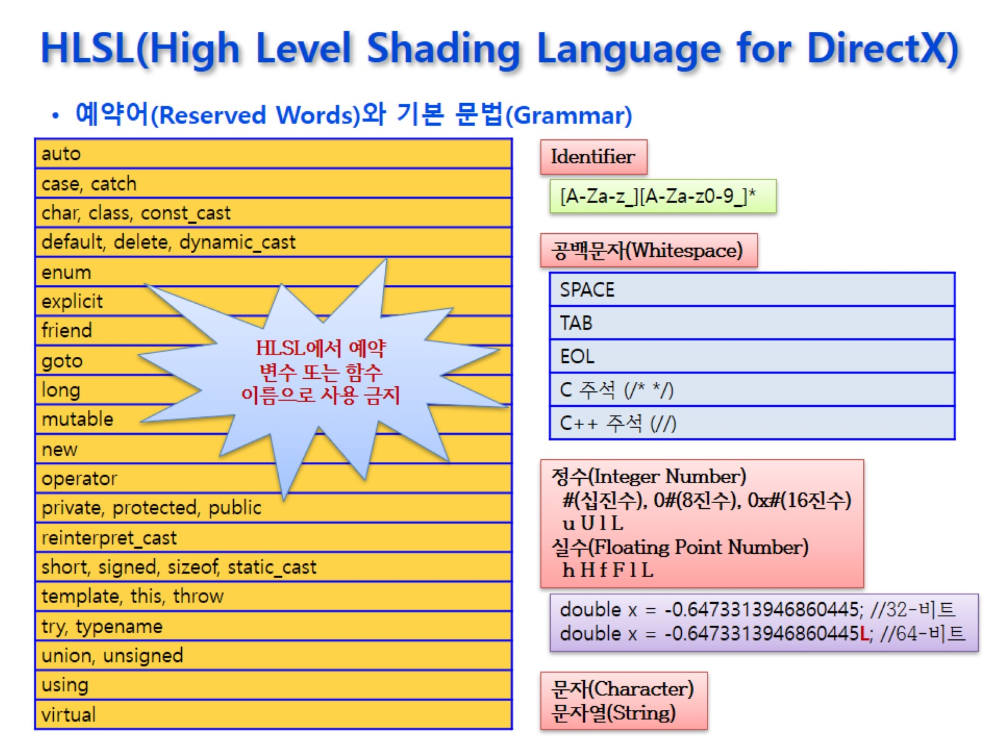 HLSL(High Level Shading Language for DirectX)
• 예약어(Reserved Words)와 기본 문법(Grammar)
auto
case, catch
char, class, const_cast
default, delete, dynamic_cast
enum
explicit
friend
goto
long
mutable
new
operator
private, protected, public
reinterpret_cast
short, signed, sizeof, static_cast
template, this, throw
try, typename
union, unsigned
using
virtual
HLSL에서 예약
변수 또는 함수
이름으로 사용 금지
Identifier
[A-Za-z_][A-Za-z0-9_]*
공백문자(Whitespace)
SPACE
TAB
EOL
C 주석 (/* */)
C++ 주석 (//)
정수(Integer Number)
#(십진수), 0#(8진수), 0x#(16진수)
u U l L
실수(Floating Point Number)
h H f F l L
double x = -0.6473313946860445; //32-비트
double x = -0.6473313946860445L; //64-비트
문자(Character)
문자열(String)